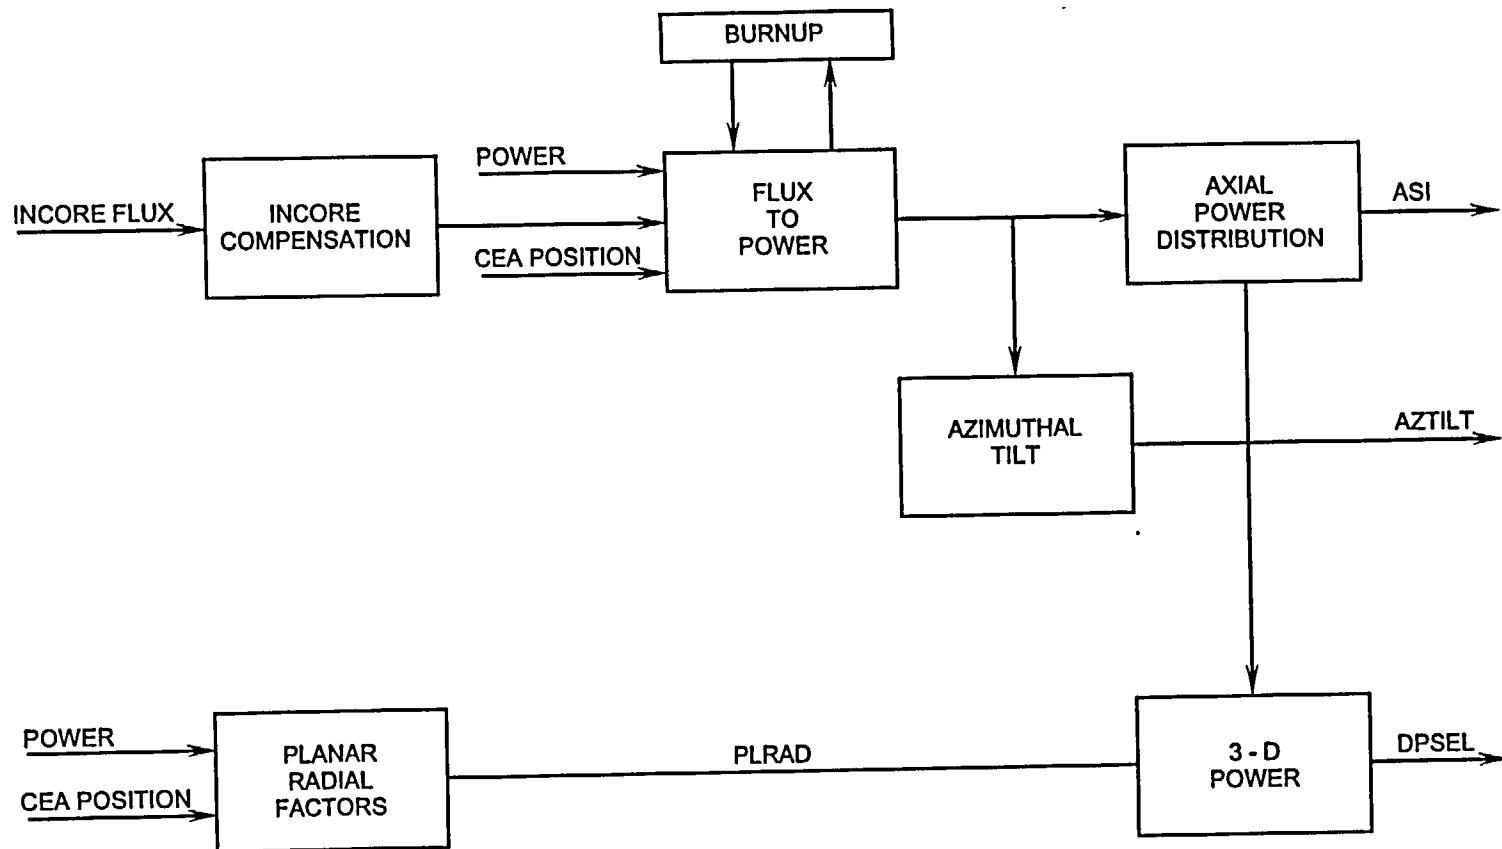 BURNUP
POWER
INCORE FLUX
INCORE
COMPENSATION
CEA POSITION
FLUX
TO
POWER
AXIAL
POWER
DISTRIBUTION
ASI
AZIMUTHAL
TILT
AZTILT
POWER
CEA POSITION
PLANAR
RADIAL
FACTORS
PLRAD
3 - D
POWER
DPSEL